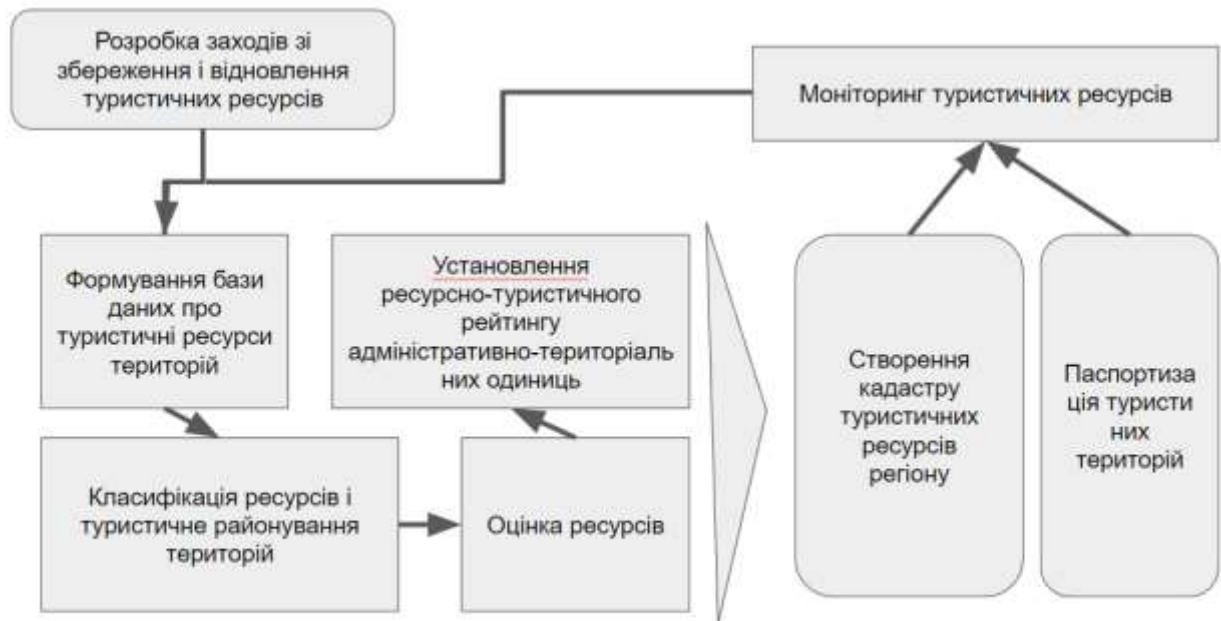 Розробка заходів зі
збереження і відновлення
туристичних ресурсів
Моніторинг туристичних ресурсів
Формування бази
даних про
туристичні ресурси
територій
Установлення
ресурсно-туристичного
рейтингу
адміністративно-територіаль
них одиниць
Класифікація ресурсів і
туристичне районування
територій
Оцінка ресурсів
Створення
кадастру
туристичних
ресурсів
регіону
Паспортиза
ція туристи
них
територій